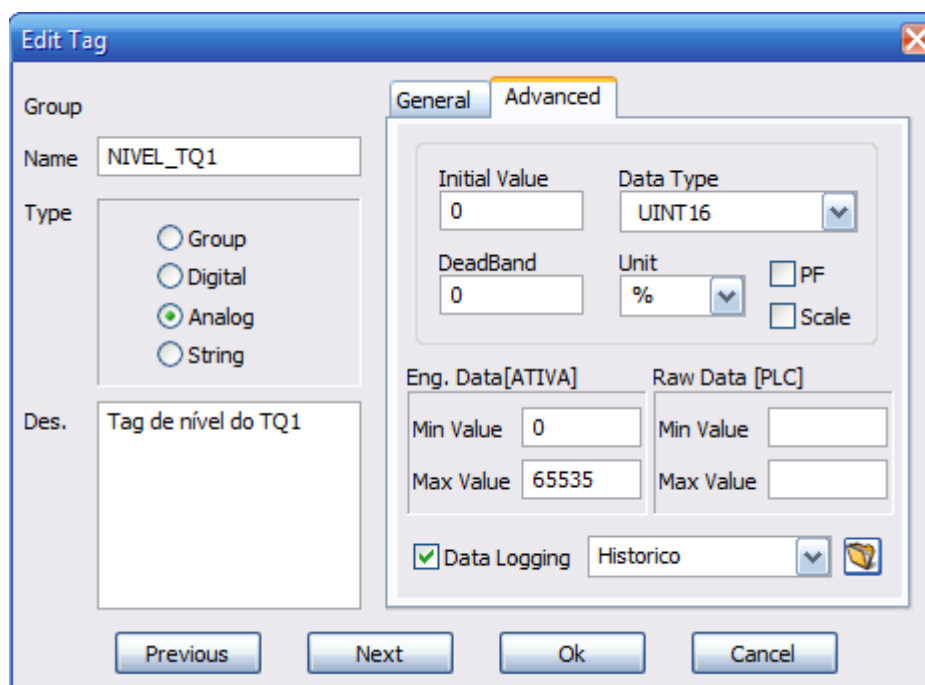 Edit Tag
Group
Name NIVEL_TQ1
Type
Group
Digital
Analog
String
Des. Tag de nível do TQ1
General Advanced
Initial Value Data Type
0 UINT16
DeadBand Unit
0 % PF
Scale
Eng. Data[ATIVA] Raw Data [PLC]
Min Value 0 Min Value
Max Value 65535 Max Value
Data Logging Historico
Previous Next Ok Cancel